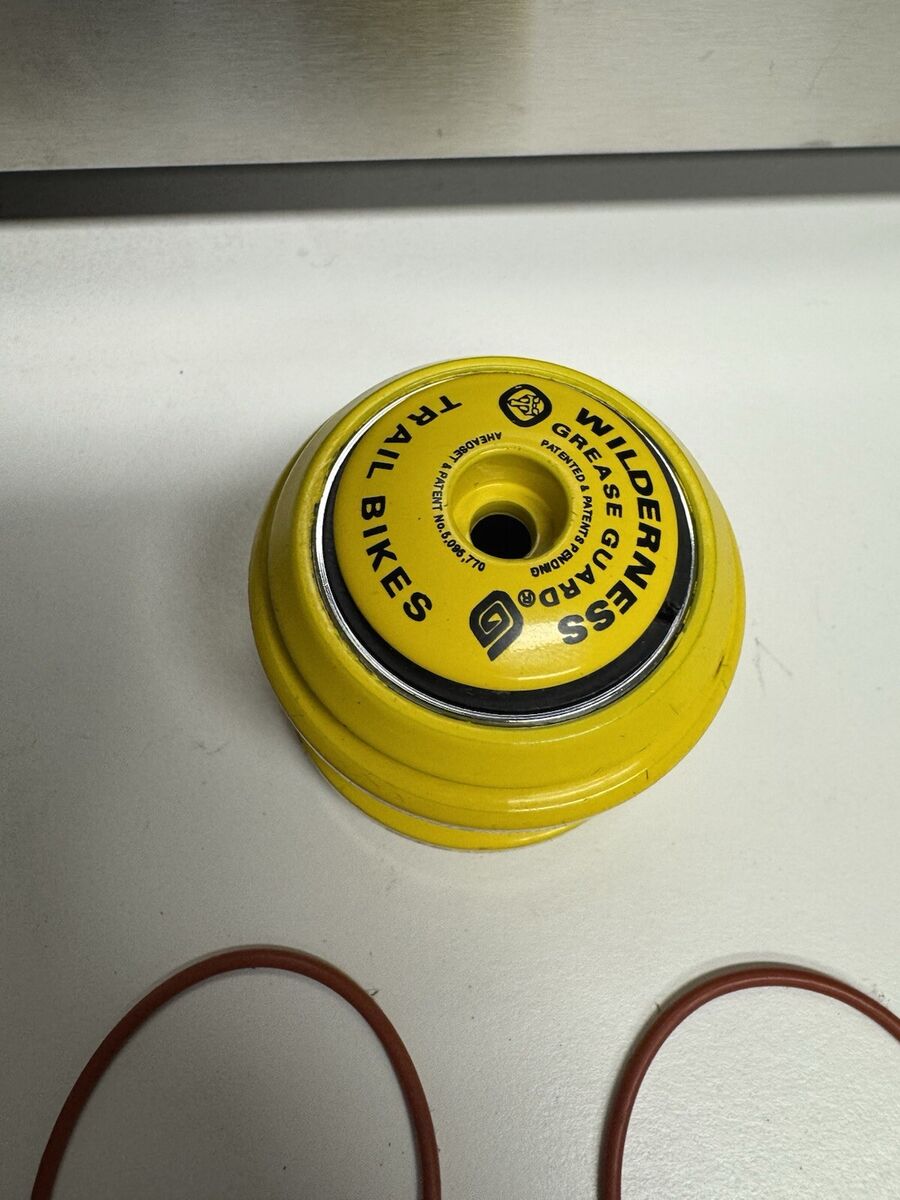 WILDERNESS
TRAIL BIKES
GREASE GUARD®
PATENTED & PATENTS PENDING
AHEADSET & PATENT No.5,095,770